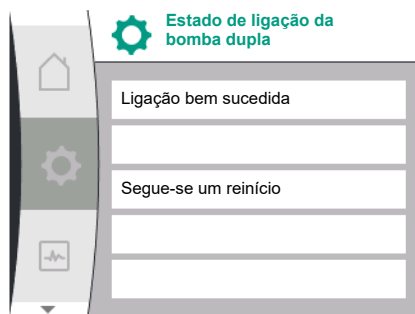 Estado de ligação da
bomba dupla
Ligação bem sucedida
Segue-se um reinício